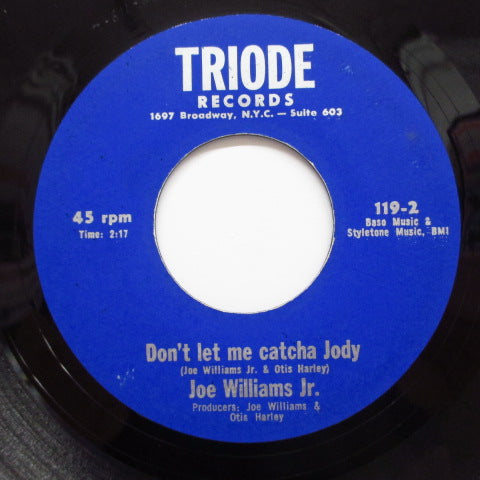 TRIODE
RECORDS
1697 Broadway, N.Y.C. — Suite 603
45 rpm
Time: 2:17
119-2
Baso Music &
Styletone Music, BMI
Don't let me catcha Jody
(Joe Williams Jr. & Otis Harley)
Joe Williams Jr.
Producers: Joe Williams &
Otis Harley